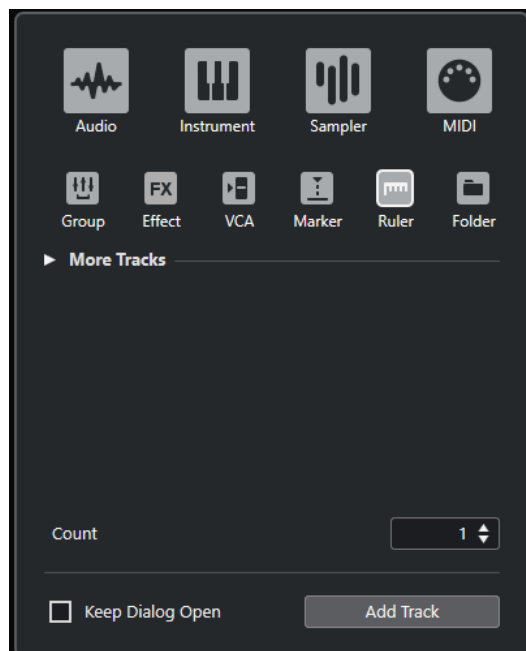 Audio Instrument Sampler MIDI
FX
Group Effect VCA Marker Ruler Folder
More Tracks
Count 1
Keep Dialog Open Add Track